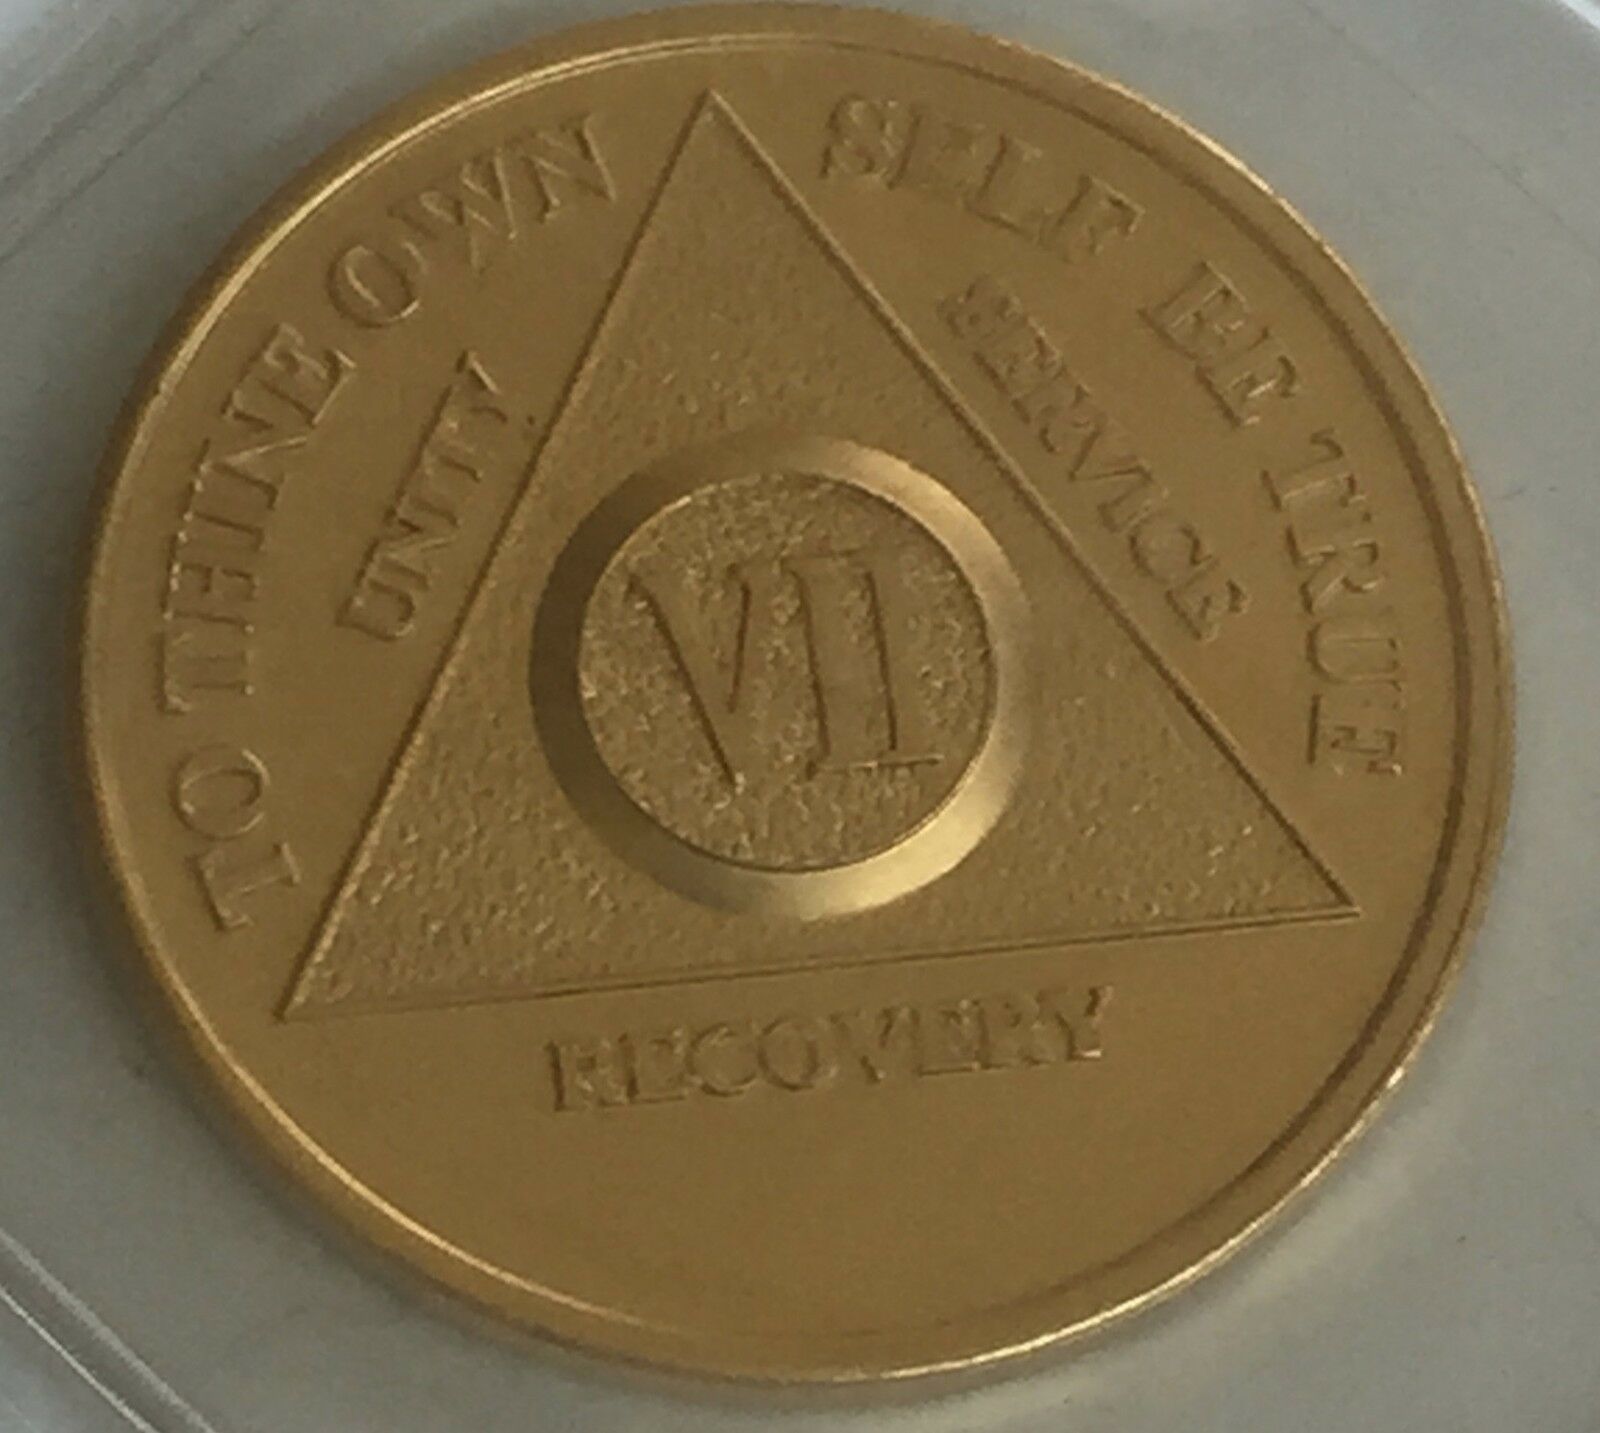 TO THINE OWN SELF BE TRUE
UNITY
SERVICE
VII
RECOVERY